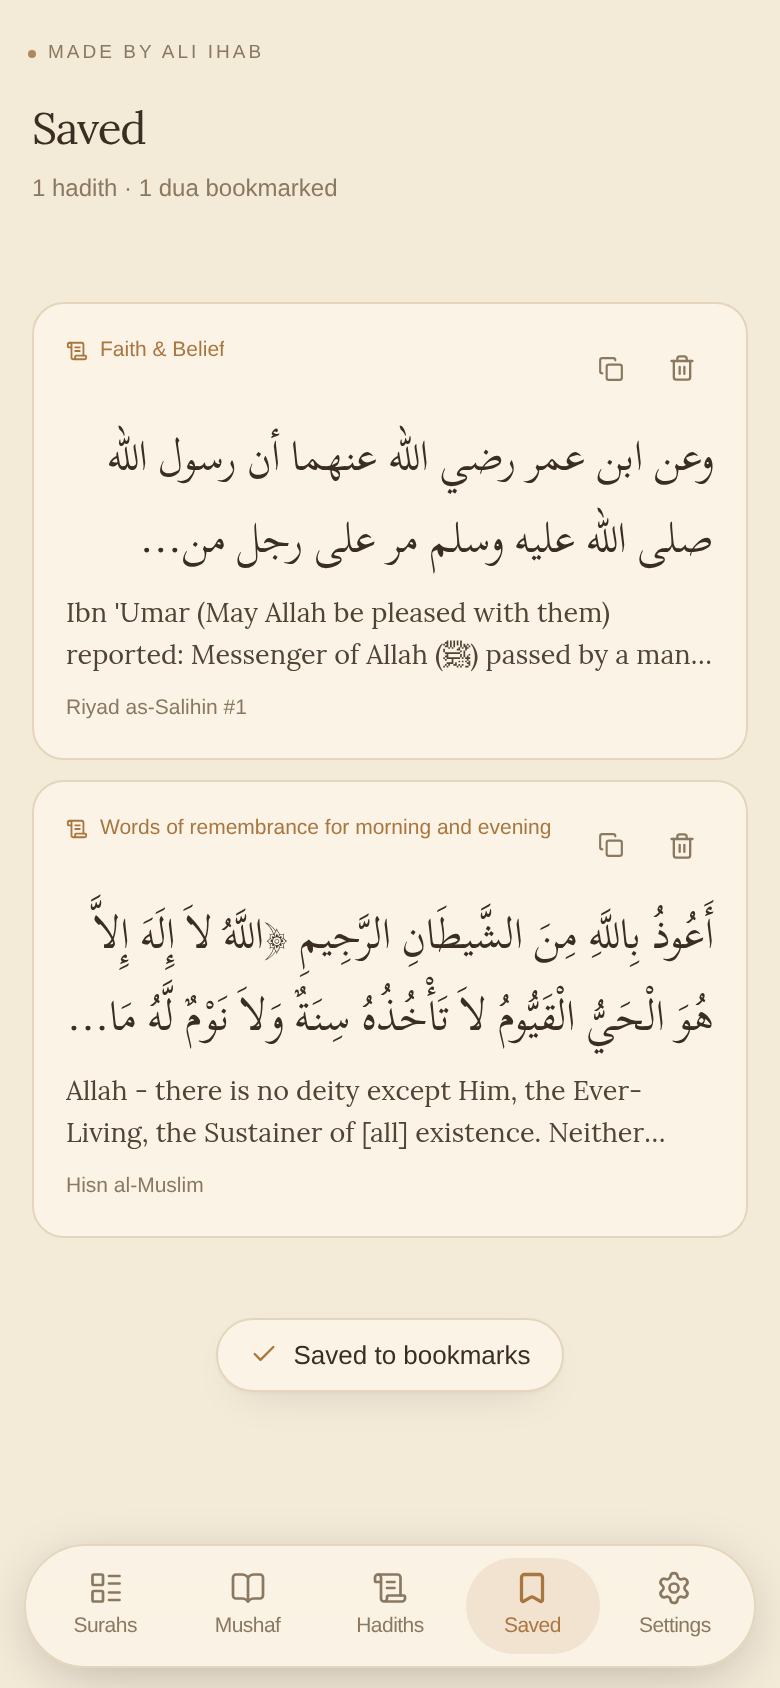 MADE BY ALI IHAB
Saved
1 hadith · 1 dua bookmarked
Faith & Belief
وعن ابن عمر رضي الله عنهما أن رسول الله
صلى الله عليه وسلم مر على رجل من...
Ibn 'Umar (May Allah be pleased with them)
reported: Messenger of Allah (ﷺ) passed by a man...
Riyad as-Salihin #1
Words of remembrance for morning and evening
أَعُوذُ بِاللَّهِ مِنَ الشَّيطَانِ الرَّجِيمِ ﴿اللَّهُ لاَ إِلَهَ إِلاَّ
هُوَ الْحَيُّ الْقَيُّومُ لاَ تَأْخُذُهُ سِنَةٌ وَلاَ نَوْمٌ لَّهُ مَا...
Allah - there is no deity except Him, the Ever-
Living, the Sustainer of [all] existence. Neither...
Hisn al-Muslim
Saved to bookmarks
Surahs
Mushaf
Hadiths
Saved
Settings